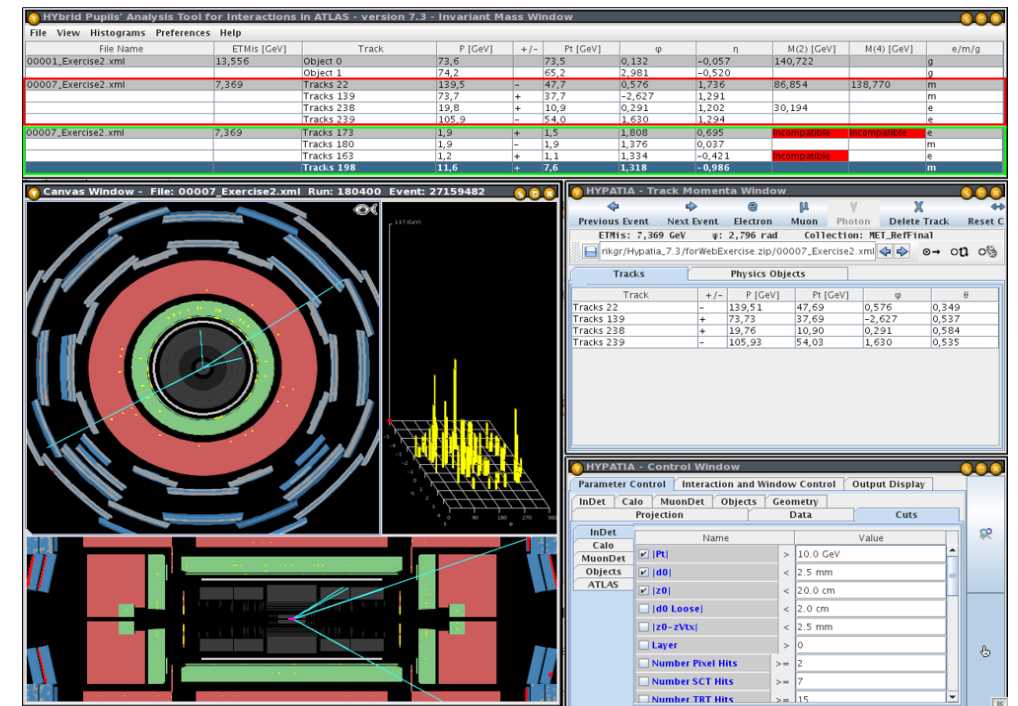 HYbrid Pupils' Analysis Tool for Interactions in ATLAS - version 7.3 - Invariant Mass Window
File View Histograms Preferences Help
File Name ETMis [GeV] Track P [GeV] +/- Pt [GeV] φ η M(2) [GeV] M(4) [GeV] e/m/g
00001_Exercise2.xml 13,556 Object 0 73,6 73,5 0,132 -0,057 140,722 g
Object 1 74,2 65,2 2,981 -0,520 g
00007_Exercise2.xml 7,369 Tracks 22 139,5 - 47,7 0,576 1,736 86,854 138,770 m
Tracks 139 73,7 + 37,7 -2,627 1,291 m
Tracks 238 19,8 + 10,9 0,291 1,202 30,194 e
Tracks 239 105,9 - 54,0 1,630 1,294 e
00007_Exercise2.xml 7,369 Tracks 173 1,9 + 1,5 1,808 0,695 Incompatible Incompatible e
Tracks 180 1,9 - 1,9 1,376 0,037 m
Tracks 163 1,2 + 1,1 1,334 -0,421 Incompatible e
Tracks 198 11,6 + 7,6 1,318 -0,986 m
Canvas Window - File: 00007_Exercise2.xml Run: 180400 Event: 27159482
0 90 180 270 360
HYPATIA - Track Momenta Window
Previous Event Next Event Electron Muon Photon Delete Track Reset C
ETMis: 7,369 GeV φ: 2,796 rad Collection: MET_RefFinal
rikgr/Hypatia_7.3/forWebExercise.zip/00007_Exercise2.xml
Tracks Physics Objects
Track +/- P [GeV] Pt [GeV] φ θ
Tracks 22 - 139,51 47,69 0,576 0,349
Tracks 139 + 73,73 37,69 -2,627 0,537
Tracks 238 + 19,76 10,90 0,291 0,584
Tracks 239 - 105,93 54,03 1,630 0,535
HYPATIA - Control Window
Parameter Control Interaction and Window Control Output Display
InDet Calo MuonDet Objects Geometry
Projection Data Cuts
InDet
Calo
MuonDet
Objects
ATLAS
Name Value
|Pt| > 10.0 GeV
|d0| < 2.5 mm
|z0| < 20.0 cm
|d0 Loose| < 2.0 cm
|z0-zVtx| < 2.5 mm
Layer > 0
Number Pixel Hits >= 2
Number SCT Hits >= 7
Number TRT Hits >= 15